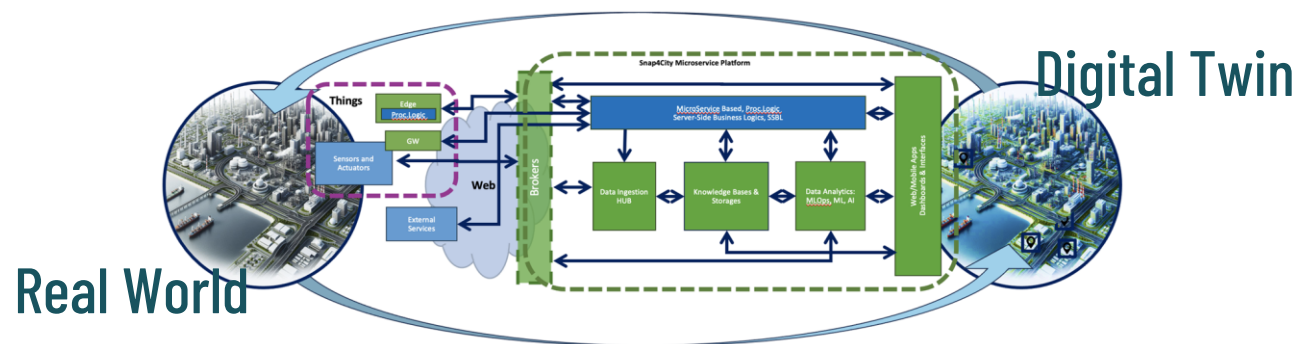 Digital Twin
Snap4City Microservice Platform
Things
Edge
Proc.Logic
GW
Sensors and
Actuators
Web
External
Services
Brokers
MicroService Based, Proc.Logic
Server-Side Business Logics, SSBL
Data Ingestion
HUB
Knowledge Bases &
Storages
Data Analytics:
MLOps, ML, AI
Web/Mobile Apps
Dashboards & Interfaces
Real World